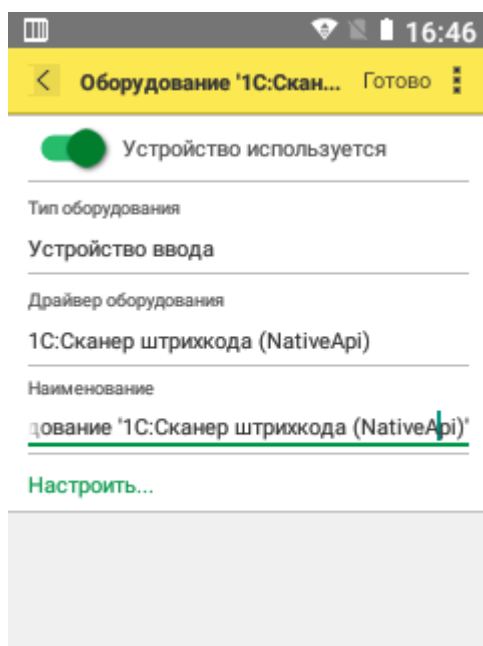 16:46
Оборудование '1С:Скан... Готово
Устройство используется
Тип оборудования
Устройство ввода
Драйвер оборудования
1С:Сканер штрихкода (NativeApi)
Наименование
дование '1С:Сканер штрихкода (NativeApi)'
Настроить...